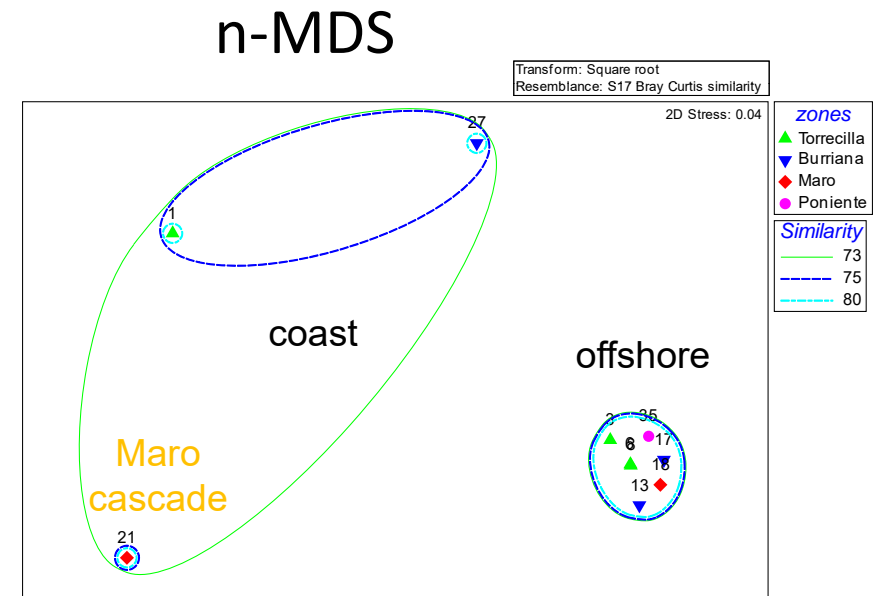 n-MDS
Transform: Square root
Resemblance: S17 Bray Curtis similarity
2D Stress: 0.04
zones
Torrecilla
Burriana
Maro
Poniente
Similarity
73
75
80
27
1
coast
offshore
3
35
17
13
Maro
cascade
21